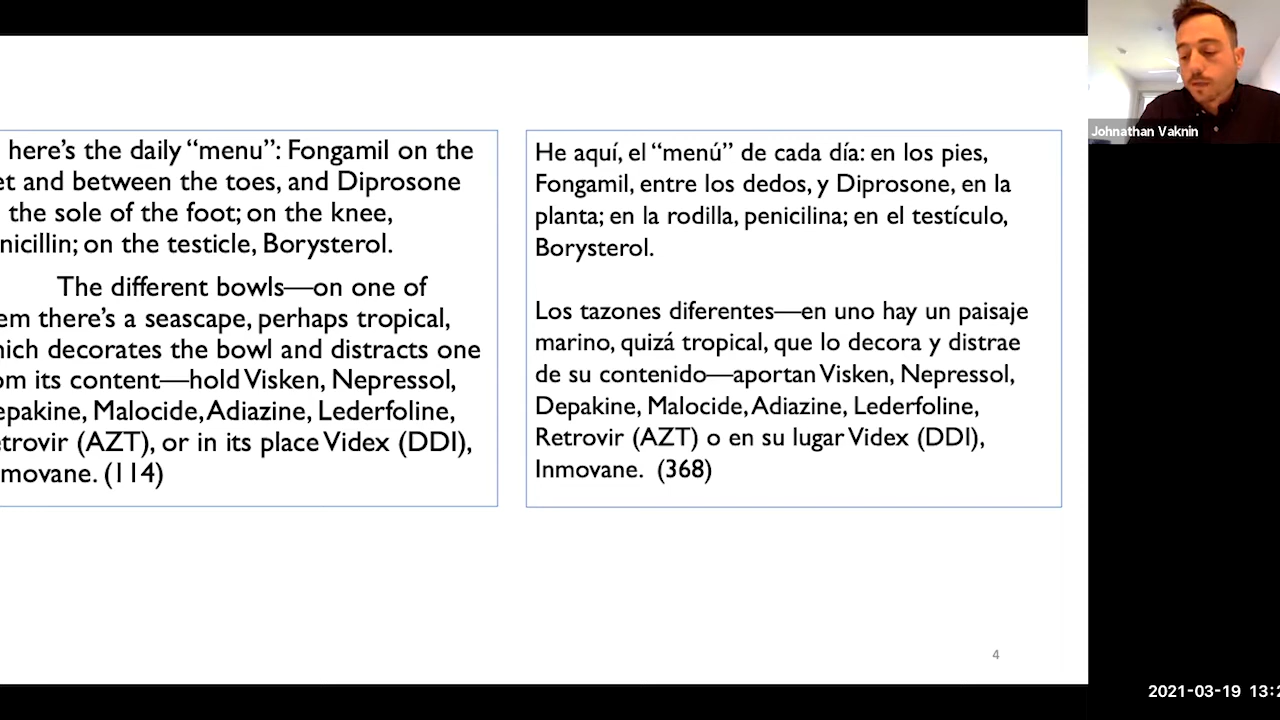 here’s the daily “menu”: Fongamil on the
et and between the toes, and Diprosone
the sole of the foot; on the knee,
nicillin; on the testicle, Borysterol.
The different bowls—on one of
em there’s a seascape, perhaps tropical,
hich decorates the bowl and distracts one
om its content—hold Visken, Nepressol,
epakine, Malocide, Adiazine, Lederfoline,
etrovir (AZT), or in its place Videx (DDI),
movane. (114)
He aquí, el “menú” de cada día: en los pies,
Fongamil, entre los dedos, y Diprosone, en la
planta; en la rodilla, penicilina; en el testículo,
Borysterol.
Los tazones diferentes—en uno hay un paisaje
marino, quizá tropical, que lo decora y distrae
de su contenido—aportan Visken, Nepressol,
Depakine, Malocide, Adiazine, Lederfoline,
Retrovir (AZT) o en su lugar Videx (DDI),
Inmovane. (368)
4
Johnathan Vaknin
2021-03-19 13:2